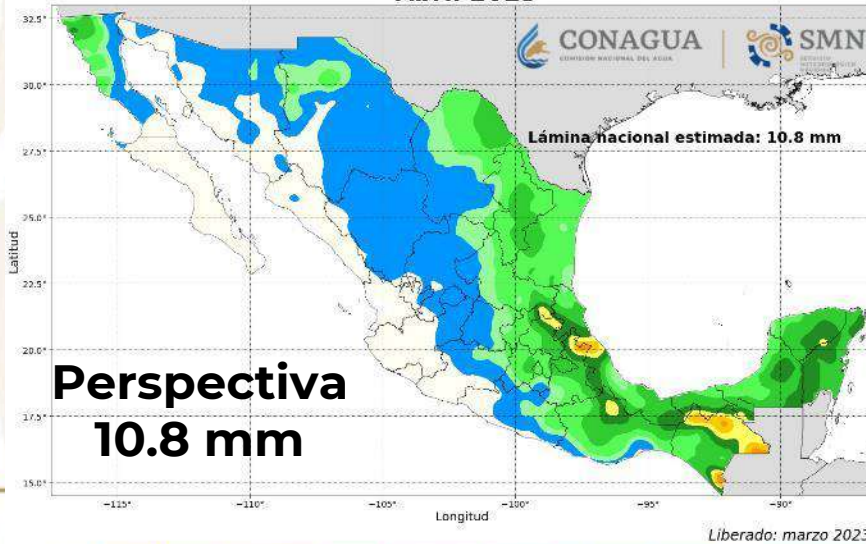 CONAGUA
COMISIÓN NACIONAL DEL AGUA
SMN
Lámina nacional estimada: 10.8 mm
Perspectiva
10.8 mm
32.5°
30.0°
27.5°
25.0°
22.5°
20.0°
17.5°
15.0°
Latitud
−115°
−110°
−105°
−100°
−95°
−90°
Longitud
Liberado: marzo 2023